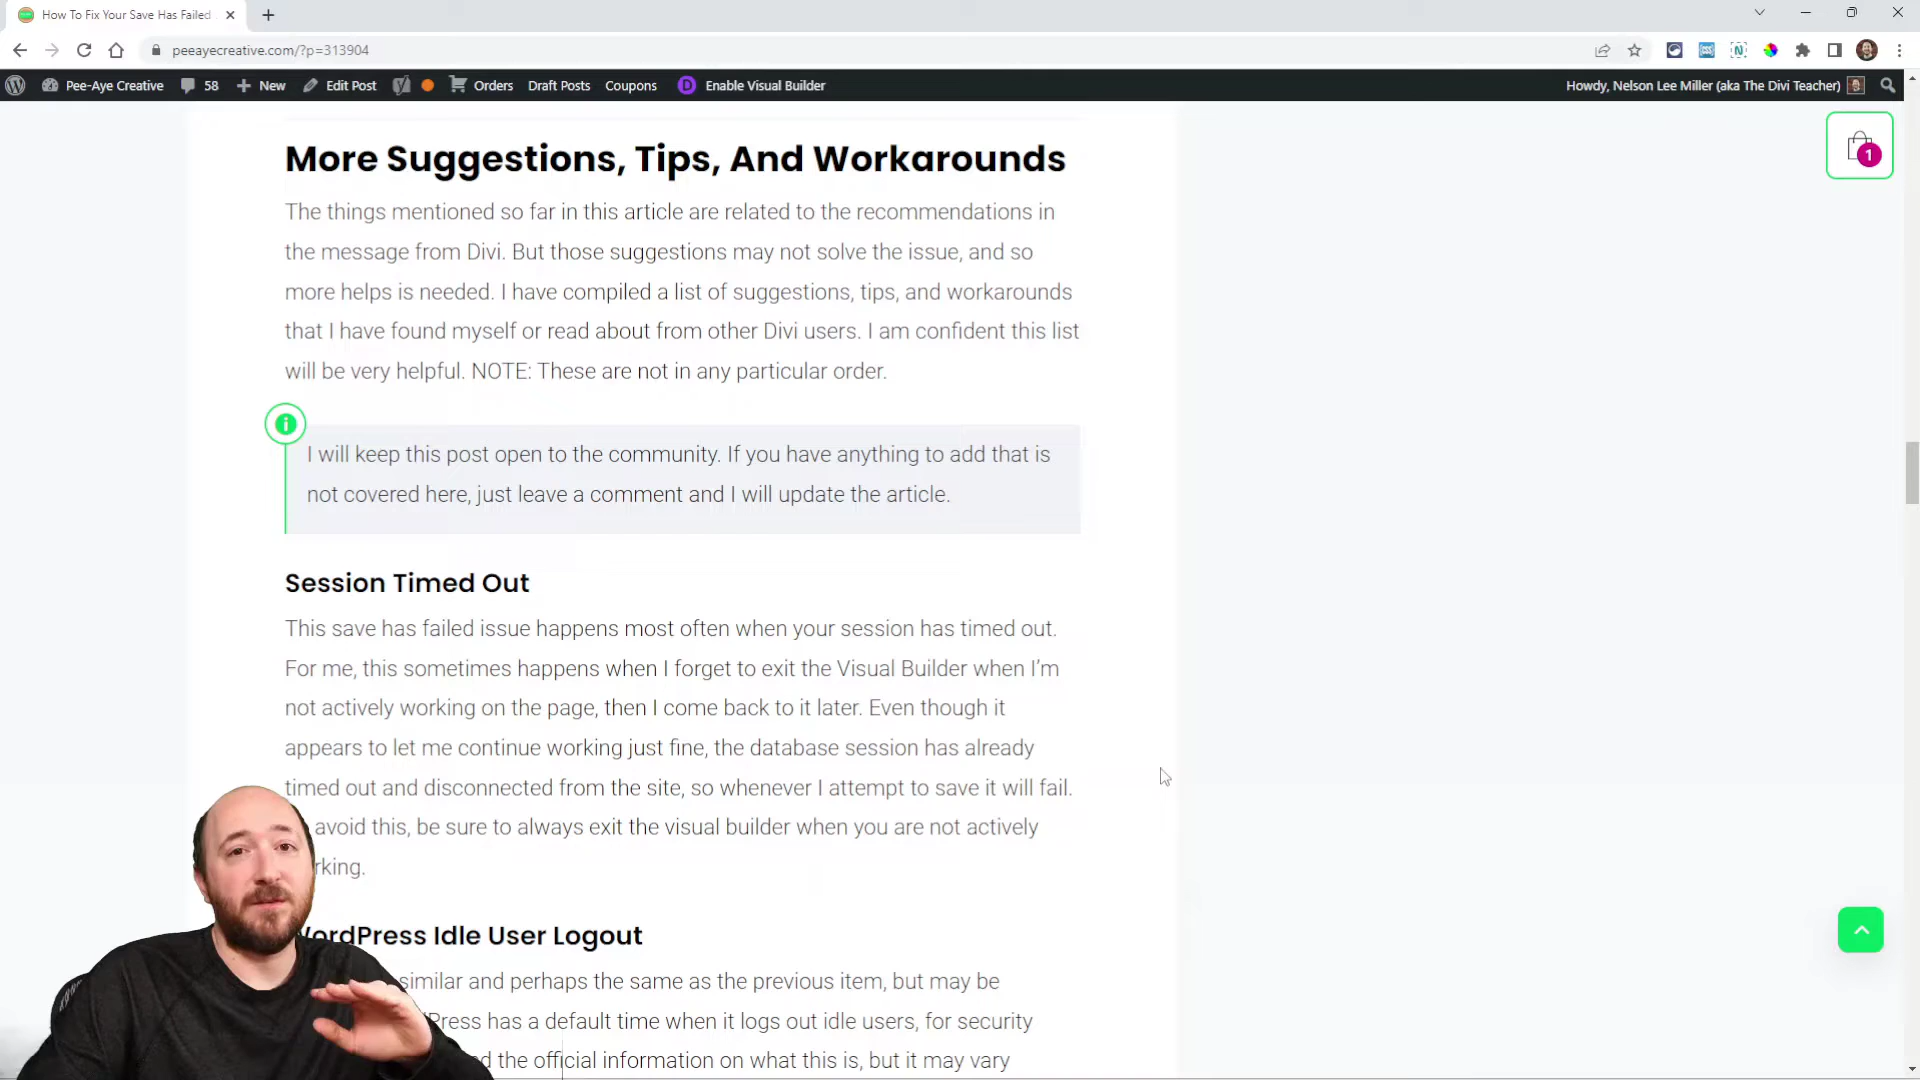 How To Fix Your Save Has Failed
peeayecreative.com/?p=313904
Pee-Aye Creative 58 New Edit Post Orders Draft Posts Coupons D Enable Visual Builder Howdy, Nelson Lee Miller (aka The Divi Teacher)
1
More Suggestions, Tips, And Workarounds
The things mentioned so far in this article are related to the recommendations in
the message from Divi. But those suggestions may not solve the issue, and so
more helps is needed. I have compiled a list of suggestions, tips, and workarounds
that I have found myself or read about from other Divi users. I am confident this list
will be very helpful. NOTE: These are not in any particular order.
I will keep this post open to the community. If you have anything to add that is
not covered here, just leave a comment and I will update the article.
Session Timed Out
This save has failed issue happens most often when your session has timed out.
For me, this sometimes happens when I forget to exit the Visual Builder when I'm
not actively working on the page, then I come back to it later. Even though it
appears to let me continue working just fine, the database session has already
timed out and disconnected from the site, so whenever I attempt to save it will fail.
avoid this, be sure to always exit the visual builder when you are not actively
rking.
WordPress Idle User Logout
similar and perhaps the same as the previous item, but may be
dPress has a default time when it logs out idle users, for security
d the official information on what this is, but it may vary